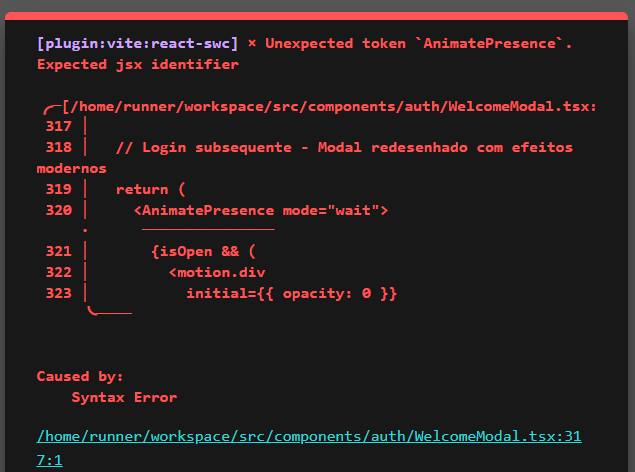 [plugin:vite:react-swc] × Unexpected token `AnimatePresence`.
Expected jsx identifier
╭─[/home/runner/workspace/src/components/auth/WelcomeModal.tsx:
317 │
318 │   // Login subsequente - Modal redesenhado com efeitos
modernos
319 │   return (
320 │     <AnimatePresence mode="wait">
·      ───────────────
321 │       {isOpen && (
322 │         <motion.div
323 │           initial={{ opacity: 0 }}
╰────
Caused by:
    Syntax Error
/home/runner/workspace/src/components/auth/WelcomeModal.tsx:31
7:1